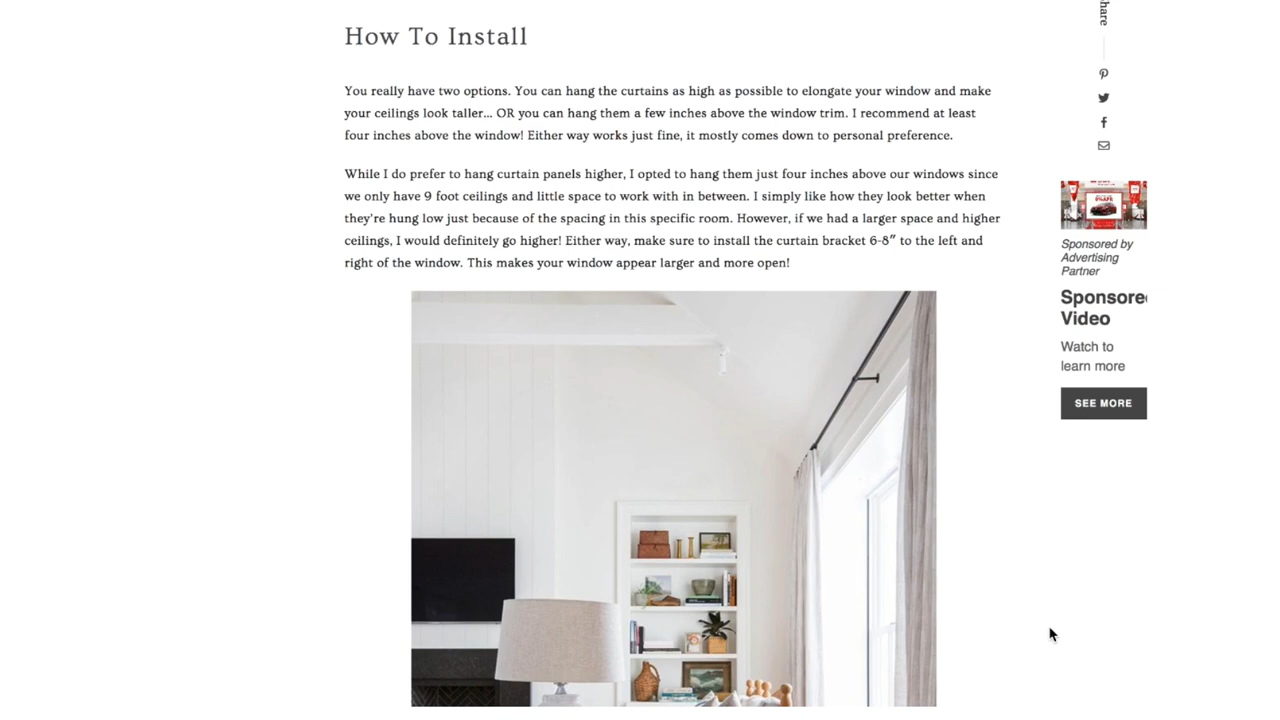 How To Install
You really have two options. You can hang the curtains as high as possible to elongate your window and make
your ceilings look taller... OR you can hang them a few inches above the window trim. I recommend at least
four inches above the window! Either way works just fine, it mostly comes down to personal preference.
While I do prefer to hang curtain panels higher, I opted to hang them just four inches above our windows since
we only have 9 foot ceilings and little space to work with in between. I simply like how they look better when
they're hung low just because of the spacing in this specific room. However, if we had a larger space and higher
ceilings, I would definitely go higher! Either way, make sure to install the curtain bracket 6-8″ to the left and
right of the window. This makes your window appear larger and more open!
hare
Sponsored by
Advertising
Partner
Sponsore
Video
Watch to
learn more
SEE MORE